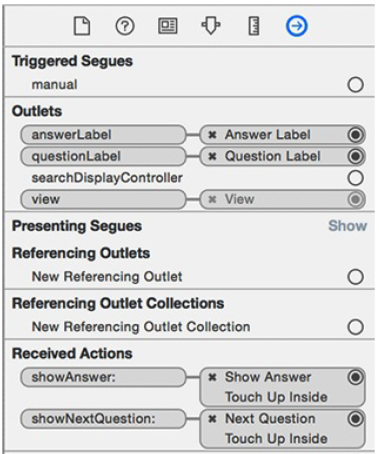 Triggered Segues
manual
Outlets
answerLabel × Answer Label
questionLabel × Question Label
searchDisplayController
view × View
Presenting Segues Show
Referencing Outlets
New Referencing Outlet
Referencing Outlet Collections
New Referencing Outlet Collection
Received Actions
showAnswer: × Show Answer
Touch Up Inside
showNextQuestion: × Next Question
Touch Up Inside